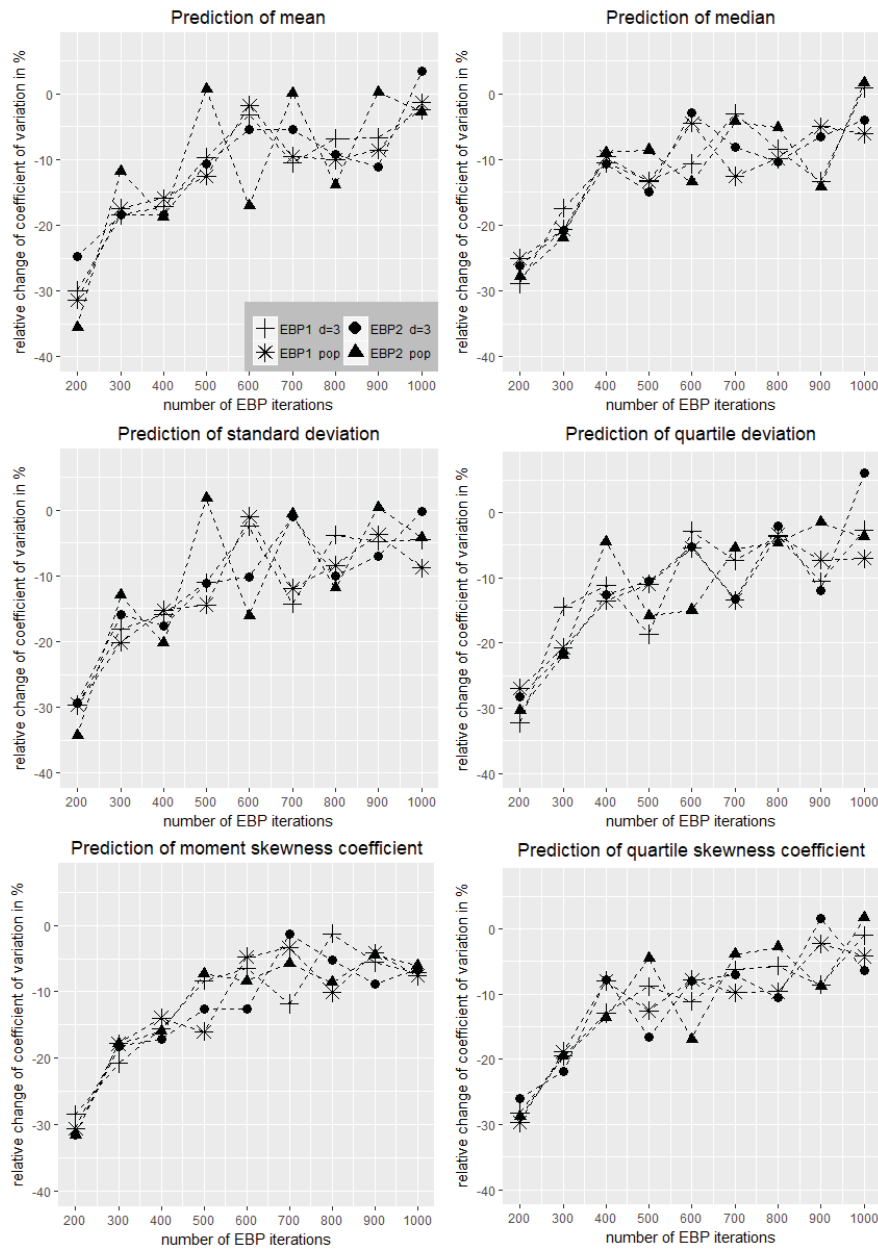 Prediction of mean
relative change of coefficient of variation in %
0
-10
-20
-30
-40
EBP1 d=3
EBP2 d=3
EBP1 pop
EBP2 pop
200 300 400 500 600 700 800 900 1000
number of EBP iterations
Prediction of median
relative change of coefficient of variation in %
0
-10
-20
-30
-40
200 300 400 500 600 700 800 900 1000
number of EBP iterations
Prediction of standard deviation
relative change of coefficient of variation in %
0
-10
-20
-30
-40
200 300 400 500 600 700 800 900 1000
number of EBP iterations
Prediction of quartile deviation
relative change of coefficient of variation in %
0
-10
-20
-30
-40
200 300 400 500 600 700 800 900 1000
number of EBP iterations
Prediction of moment skewness coefficient
relative change of coefficient of variation in %
0
-10
-20
-30
-40
200 300 400 500 600 700 800 900 1000
number of EBP iterations
Prediction of quartile skewness coefficient
relative change of coefficient of variation in %
0
-10
-20
-30
-40
200 300 400 500 600 700 800 900 1000
number of EBP iterations